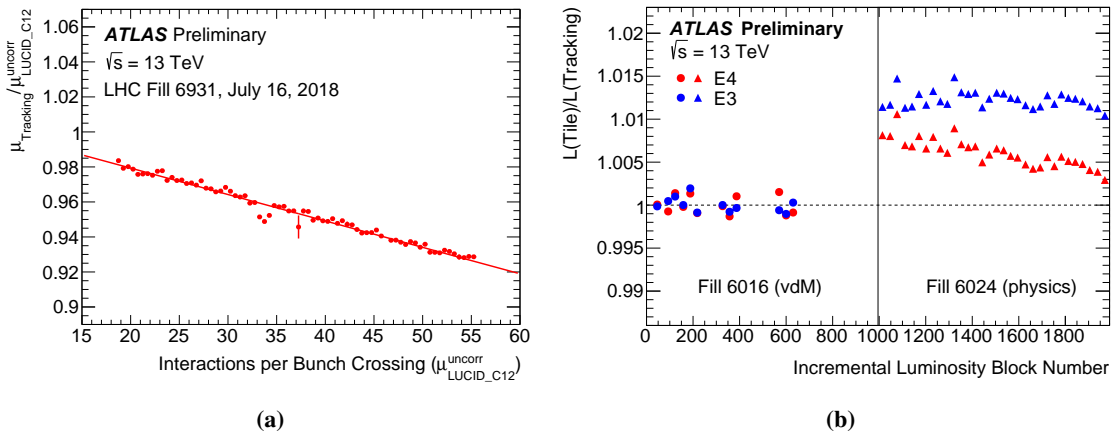 μ_Tracking/μ^uncorr_LUCID_C12
1.06
1.04
1.02
1
0.98
0.96
0.94
0.92
0.9
ATLAS Preliminary
√s = 13 TeV
LHC Fill 6931, July 16, 2018
15 20 25 30 35 40 45 50 55 60
Interactions per Bunch Crossing (μ^uncorr_LUCID_C12)
(a)
L(Tile)/L(Tracking)
1.02
1.015
1.01
1.005
1
0.995
0.99
ATLAS Preliminary
√s = 13 TeV
E4
E3
Fill 6016 (vdM)
Fill 6024 (physics)
0 200 400 600 800 1000 1200 1400 1600 1800
Incremental Luminosity Block Number
(b)